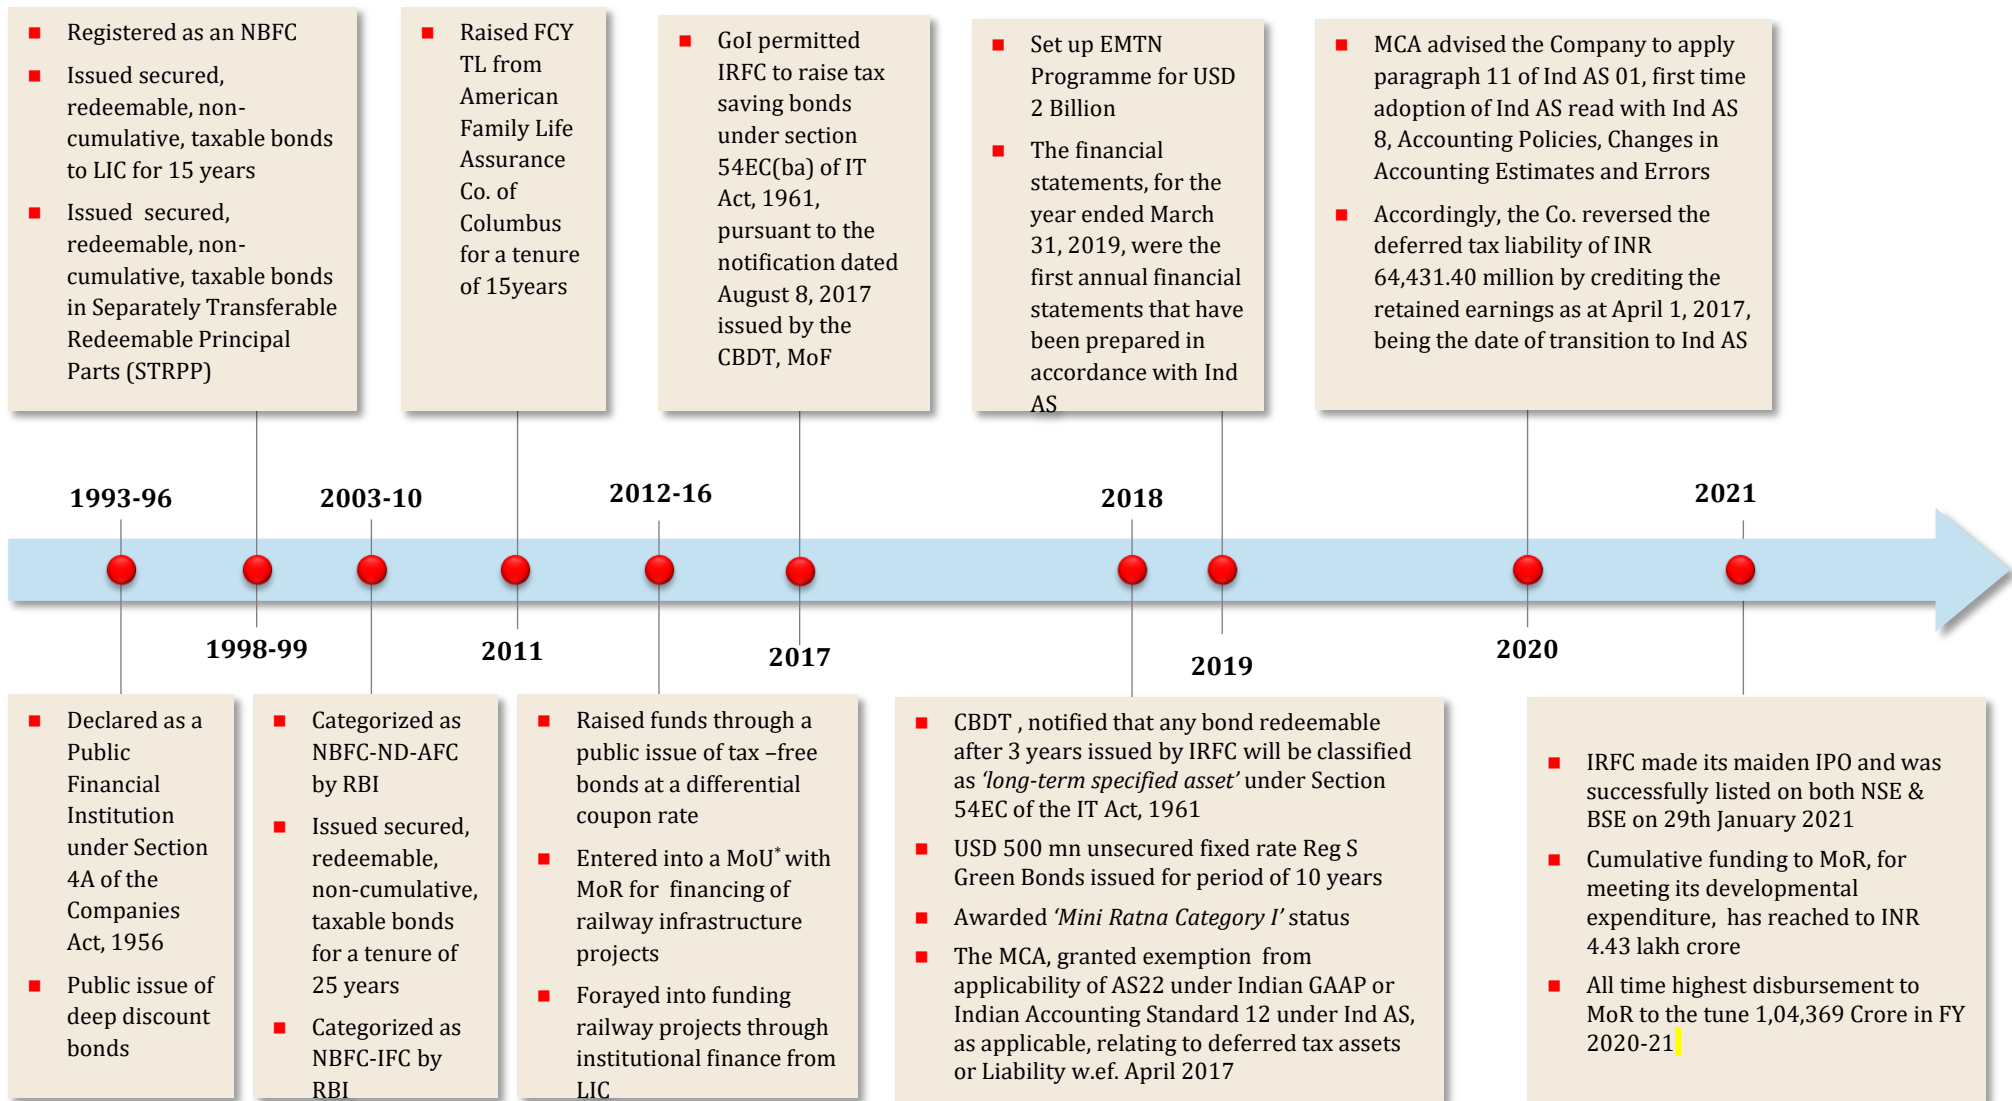 ■ Registered as an NBFC
■ Issued secured,
redeemable, non-
cumulative, taxable bonds
to LIC for 15 years
■ Issued secured,
redeemable, non-
cumulative, taxable bonds
in Separately Transferable
Redeemable Principal
Parts (STRPP)
■ Raised FCY
TL from
American
Family Life
Assurance
Co. of
Columbus
for a tenure
of 15years
■ GoI permitted
IRFC to raise tax
saving bonds
under section
54EC(ba) of IT
Act, 1961,
pursuant to the
notification dated
August 8, 2017
issued by the
CBDT, MoF
■ Set up EMTN
Programme for USD
2 Billion
■ The financial
statements, for the
year ended March
31, 2019, were the
first annual financial
statements that have
been prepared in
accordance with Ind
AS
■ MCA advised the Company to apply
paragraph 11 of Ind AS 01, first time
adoption of Ind AS read with Ind AS
8, Accounting Policies, Changes in
Accounting Estimates and Errors
■ Accordingly, the Co. reversed the
deferred tax liability of INR
64,431.40 million by crediting the
retained earnings as at April 1, 2017,
being the date of transition to Ind AS
1993-96
2003-10
2012-16
2018
2021
1998-99
2011
2017
2019
2020
■ Declared as a
Public
Financial
Institution
under Section
4A of the
Companies
Act, 1956
■ Public issue of
deep discount
bonds
■ Categorized as
NBFC-ND-AFC
by RBI
■ Issued secured,
redeemable,
non-cumulative,
taxable bonds
for a tenure of
25 years
■ Categorized as
NBFC-IFC by
RBI
■ Raised funds through a
public issue of tax –free
bonds at a differential
coupon rate
■ Entered into a MoU* with
MoR for financing of
railway infrastructure
projects
■ Forayed into funding
railway projects through
institutional finance from
LIC
■ CBDT , notified that any bond redeemable
after 3 years issued by IRFC will be classified
as ‘long-term specified asset’ under Section
54EC of the IT Act, 1961
■ USD 500 mn unsecured fixed rate Reg S
Green Bonds issued for period of 10 years
■ Awarded ‘Mini Ratna Category I’ status
■ The MCA, granted exemption from
applicability of AS22 under Indian GAAP or
Indian Accounting Standard 12 under Ind AS,
as applicable, relating to deferred tax assets
or Liability w.ef. April 2017
■ IRFC made its maiden IPO and was
successfully listed on both NSE &
BSE on 29th January 2021
■ Cumulative funding to MoR, for
meeting its developmental
expenditure, has reached to INR
4.43 lakh crore
■ All time highest disbursement to
MoR to the tune 1,04,369 Crore in FY
2020-21